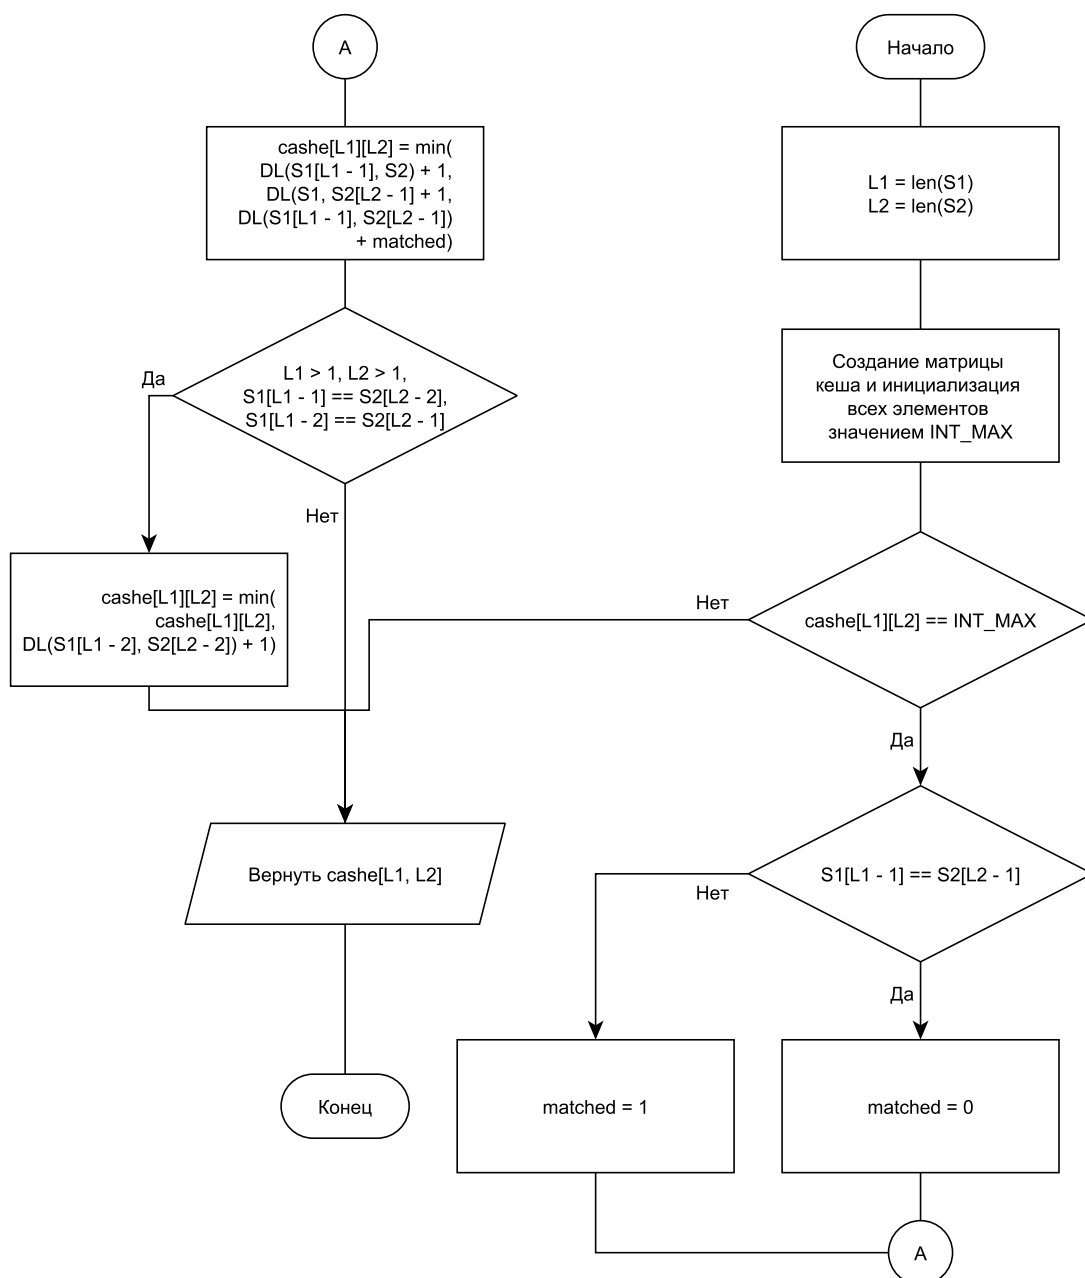 А
cashe[L1][L2] = min(
DL(S1[L1 - 1], S2) + 1,
DL(S1, S2[L2 - 1] + 1,
DL(S1[L1 - 1], S2[L2 - 1])
+ matched)
L1 > 1, L2 > 1,
S1[L1 - 1] == S2[L2 - 2],
S1[L1 - 2] == S2[L2 - 1]
Да
Нет
cashe[L1][L2] = min(
cashe[L1][L2],
DL(S1[L1 - 2], S2[L2 - 2]) + 1)
Вернуть cashe[L1, L2]
Конец
Начало
L1 = len(S1)
L2 = len(S2)
Создание матрицы
кеша и инициализация
всех элементов
значением INT_MAX
cashe[L1][L2] == INT_MAX
Нет
Да
S1[L1 - 1] == S2[L2 - 1]
Нет
Да
matched = 1
matched = 0
А